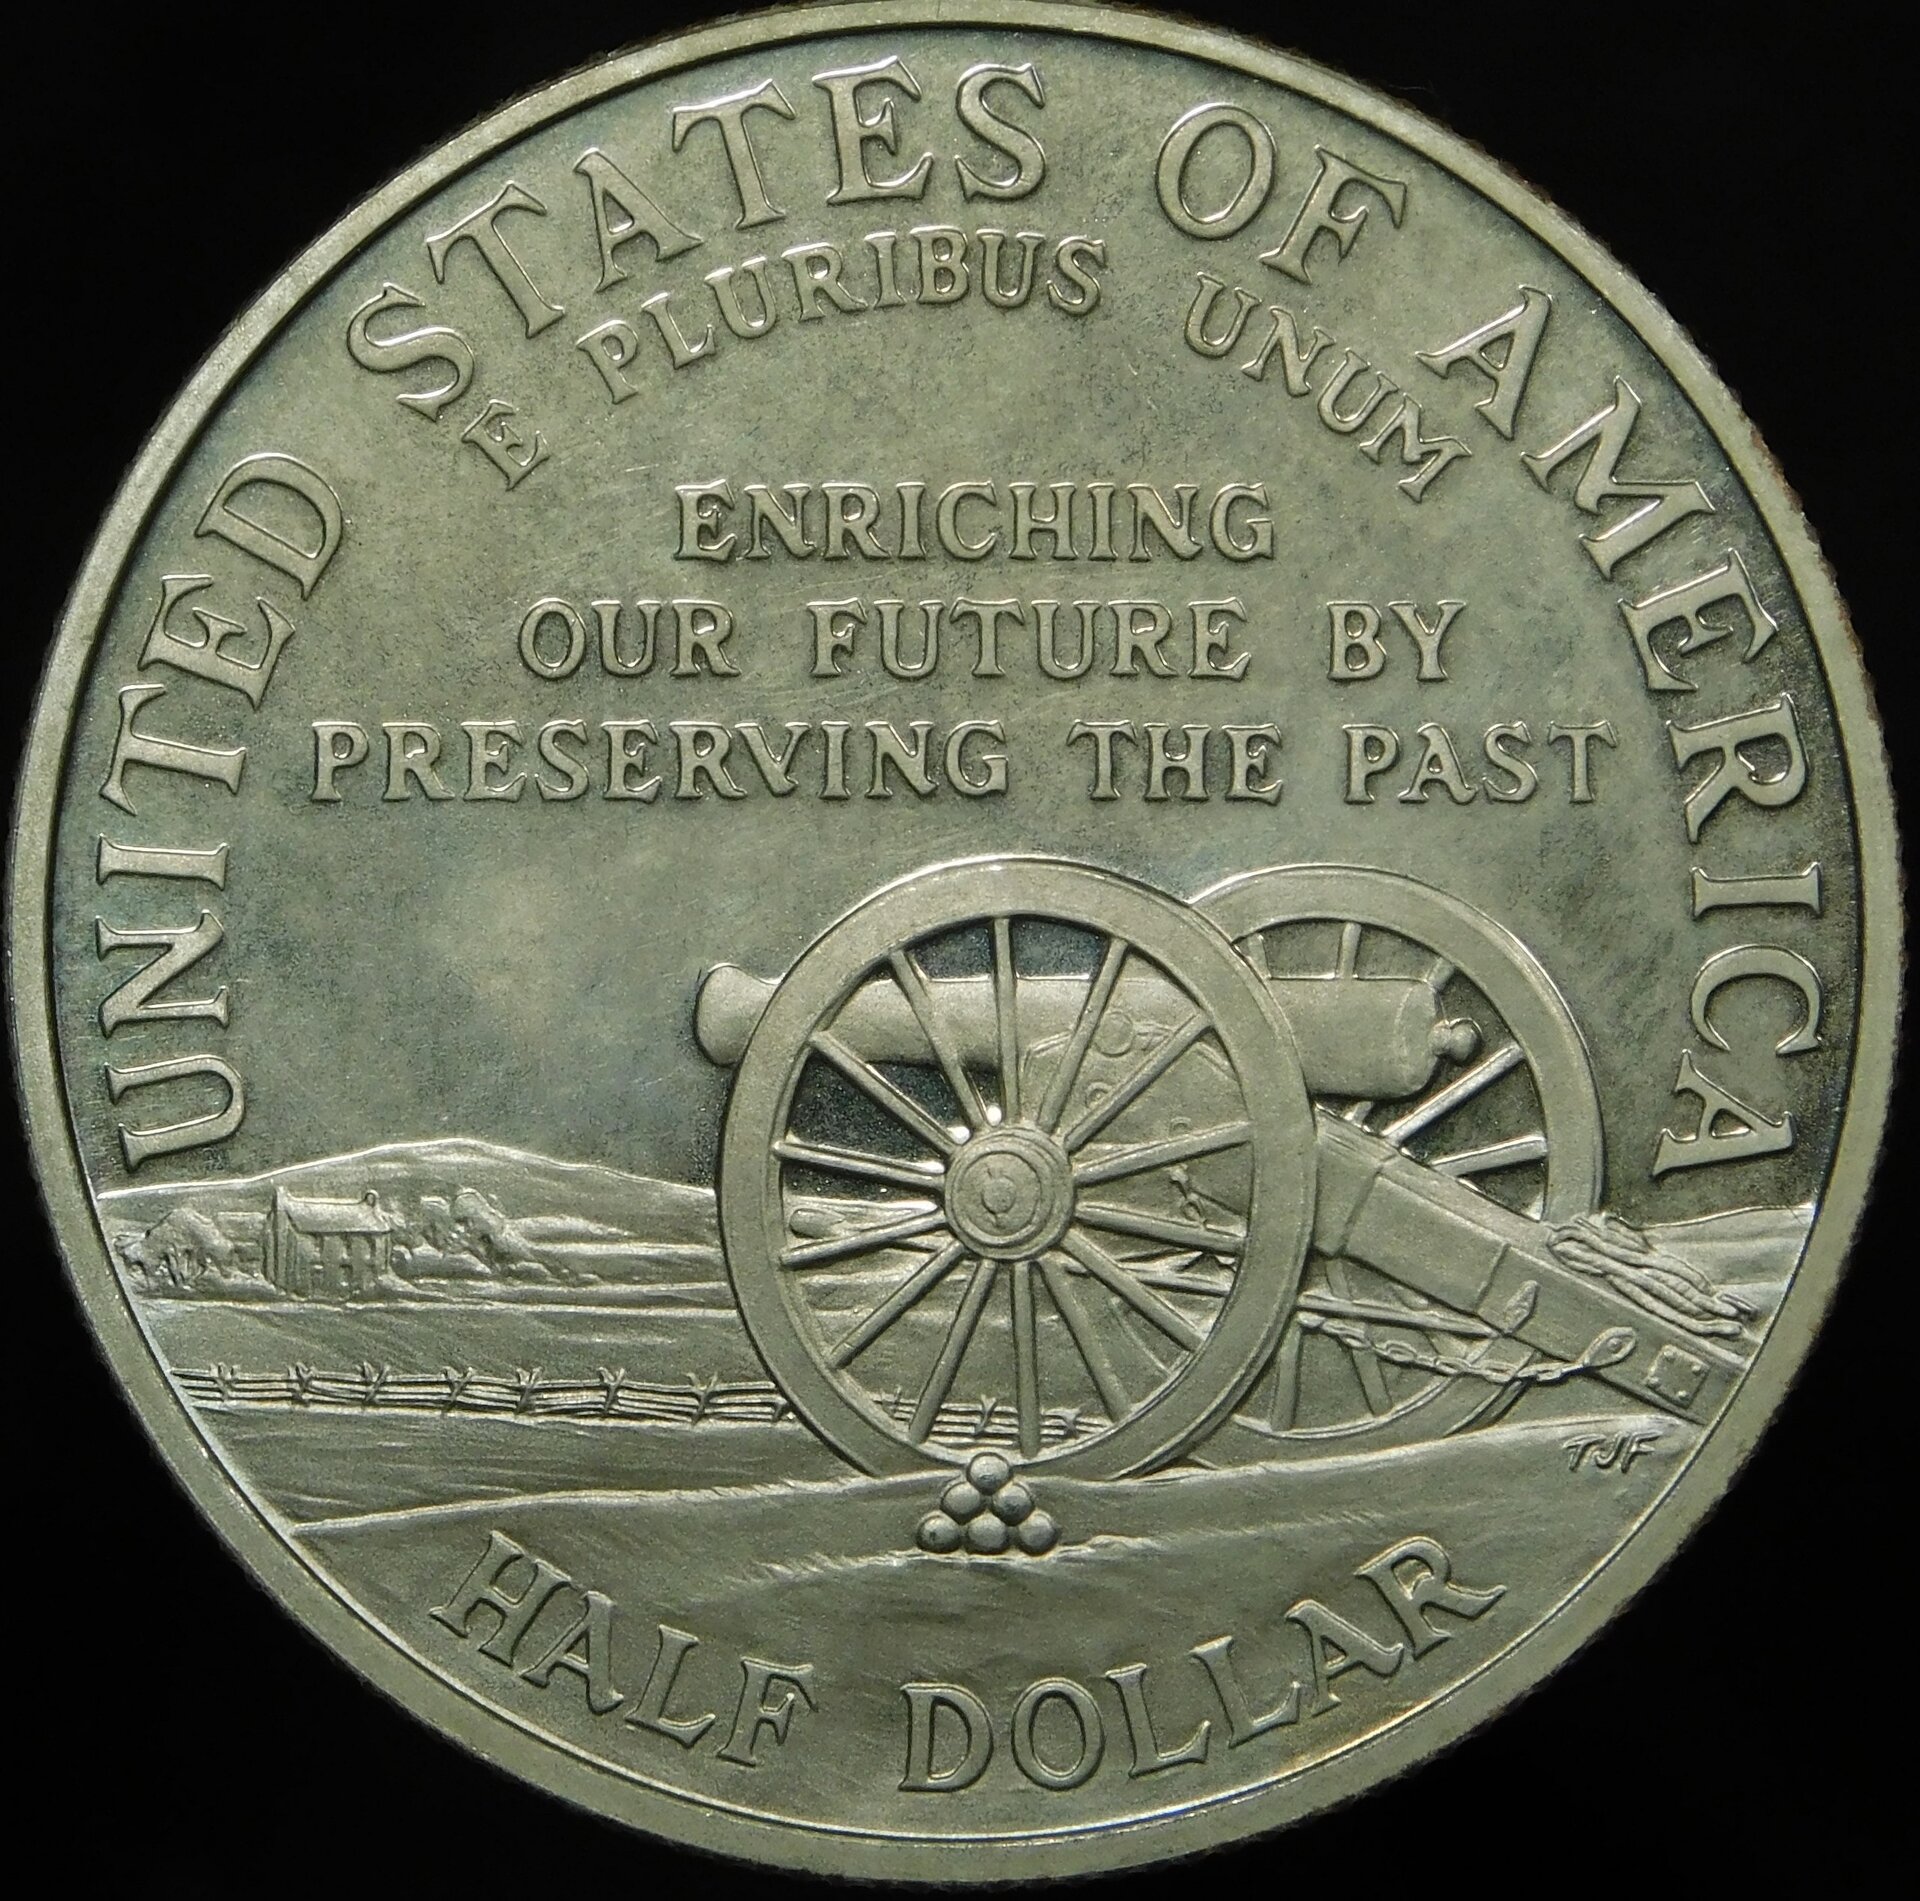 UNITED STATES OF AMERICA
E PLURIBUS UNUM
ENRICHING
OUR FUTURE BY
PRESERVING THE PAST
TJF
HALF DOLLAR